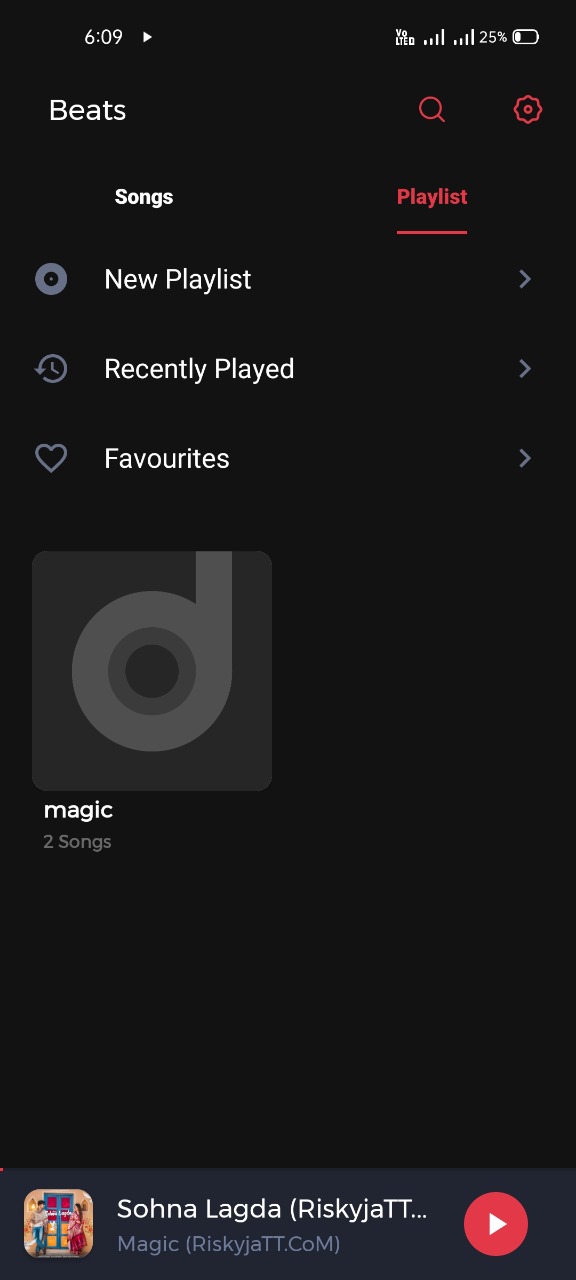 6:09
Vo LTED 25%
Beats
Songs Playlist
New Playlist
Recently Played
Favourites
magic
2 Songs
Sohna Lagda (RiskyjaTT...
Magic (RiskyjaTT.CoM)